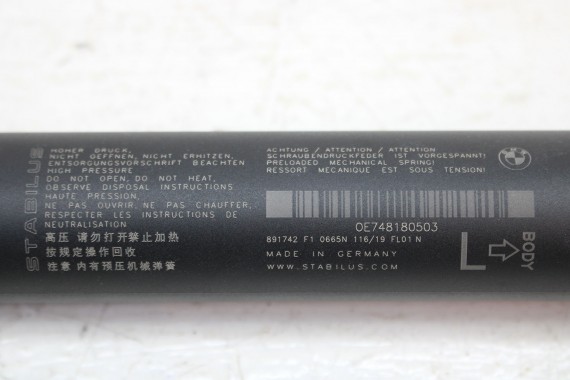 STABILUS
HOHER DRUCK,
NICHT OEFFNEN, NICHT ERHITZEN,
ENTSORGUNGSVORSCHRIFT BEACHTEN
HIGH PRESSURE
DO NOT OPEN, DO NOT HEAT,
OBSERVE DISPOSAL INSTRUCTIONS
HAUTE PRESSION,
NE PAS OUVRIR, NE PAS CHAUFFER,
RESPECTER LES INSTRUCTIONS DE
NEUTRALISATION
高压 请勿打开禁止加热
按规定操作回收
注意 内有预压机械弹簧
ACHTUNG / ATTENTION / ATTENTION
SCHRAUBENDRUCKFEDER IST VORGESPANNT!
PRELOADED MECHANICAL SPRING!
RESSORT MECANIQUE EST SOUS TENSION!
0E748180503
891742 F1 0665N 116/19 FL01 N
MADE IN GERMANY
WWW.STABILUS.COM
L
BODY
BMW